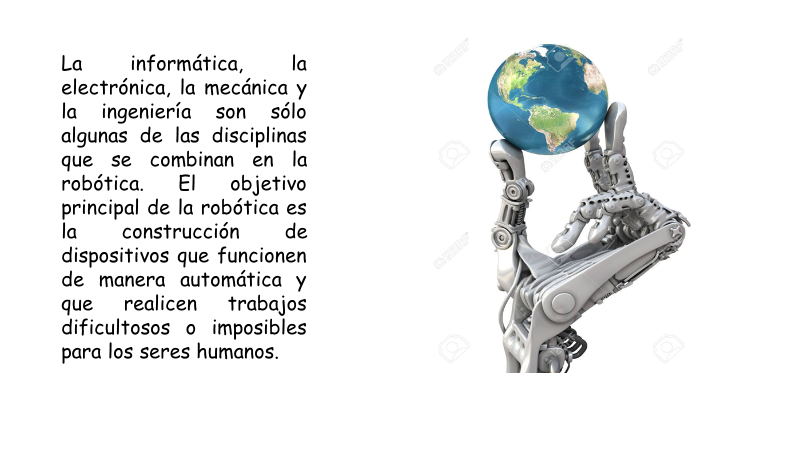 La informática, la
electrónica, la mecánica y
la ingeniería son sólo
algunas de las disciplinas
que se combinan en la
robótica. El objetivo
principal de la robótica es
la construcción de
dispositivos que funcionen
de manera automática y
que realicen trabajos
dificultosos o imposibles
para los seres humanos.